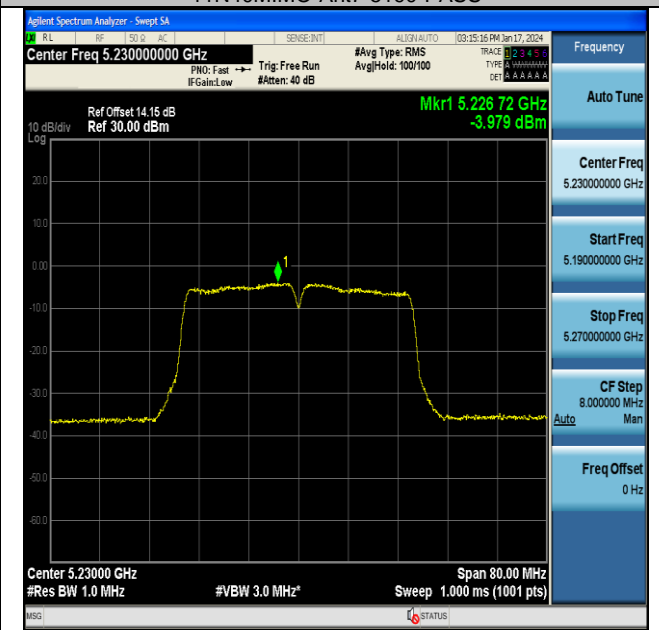 Agilent Spectrum Analyzer - Swept SA
RL RF 50 Ω AC SENSE:INT ALIGN AUTO 03:15:16 PM Jan 17, 2024
Center Freq 5.230000000 GHz
PNO: Fast
IFGain:Low
Trig: Free Run
#Atten: 40 dB
#Avg Type: RMS
Avg|Hold: 100/100
TRACE 1 2 3 4 5 6
TYPE A
DET A A A A A A
Ref Offset 14.15 dB
10 dB/div Ref 30.00 dBm
Log
Mkr1 5.226 72 GHz
-3.979 dBm
20.0
10.0
0.00
-10.0
-20.0
-30.0
-40.0
-50.0
-60.0
1
Center 5.23000 GHz Span 80.00 MHz
#Res BW 1.0 MHz #VBW 3.0 MHz* Sweep 1.000 ms (1001 pts)
MSG STATUS
Frequency
Auto Tune
Center Freq
5.230000000 GHz
Start Freq
5.190000000 GHz
Stop Freq
5.270000000 GHz
CF Step
8.000000 MHz
Auto Man
Freq Offset
0 Hz